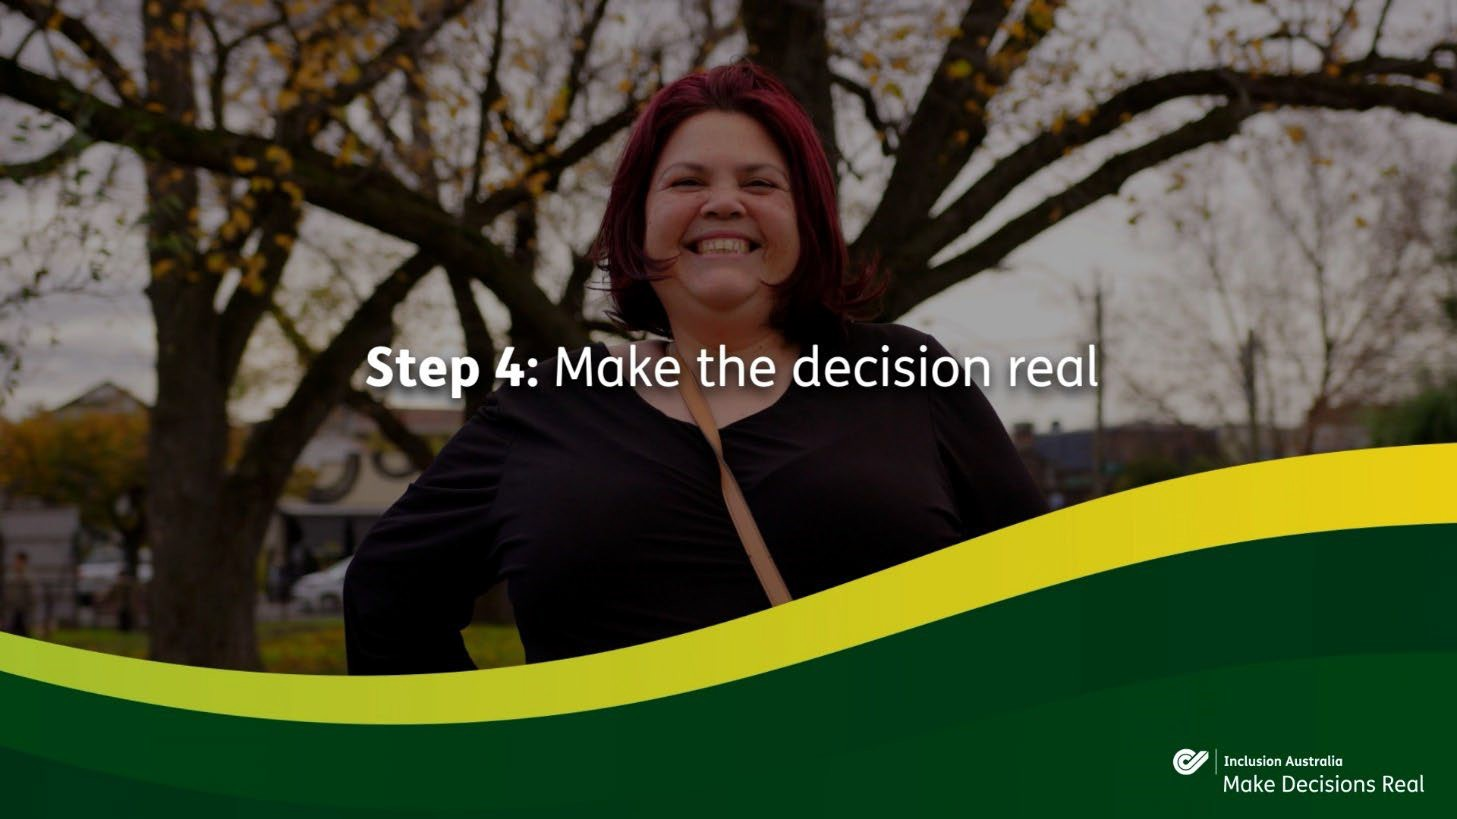 Step 4: Make the decision real
Inclusion Australia
Make Decisions Real